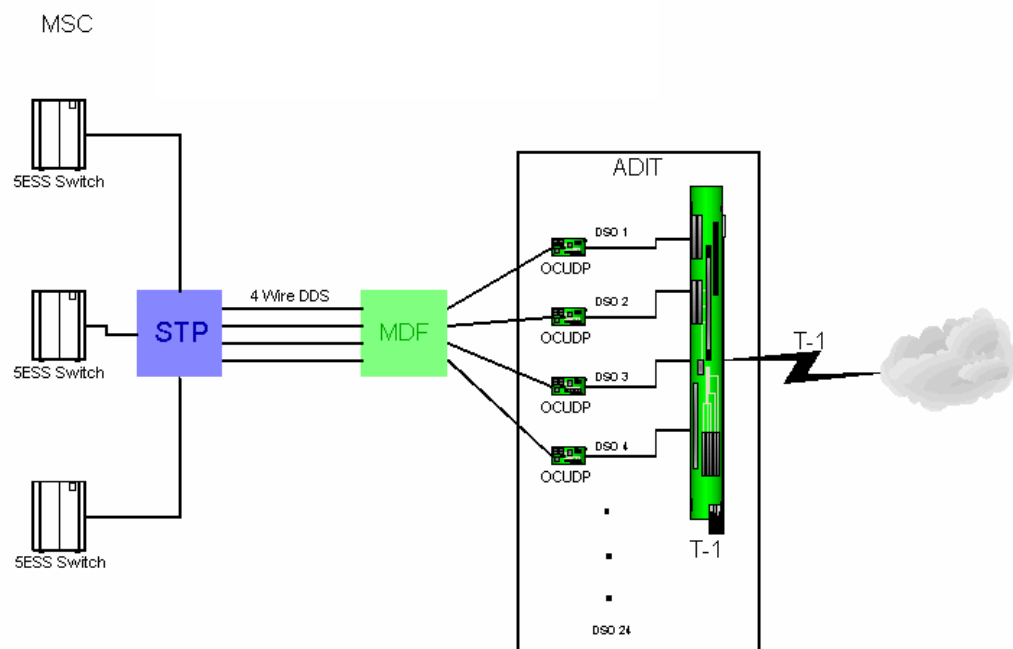 MSC
5ESS Switch
5ESS Switch
5ESS Switch
STP
4 Wire DDS
MDF
ADIT
DSO 1
OCUDP
DSO 2
OCUDP
DSO 3
OCUDP
DSO 4
OCUDP
DSO 24
T-1
T-1